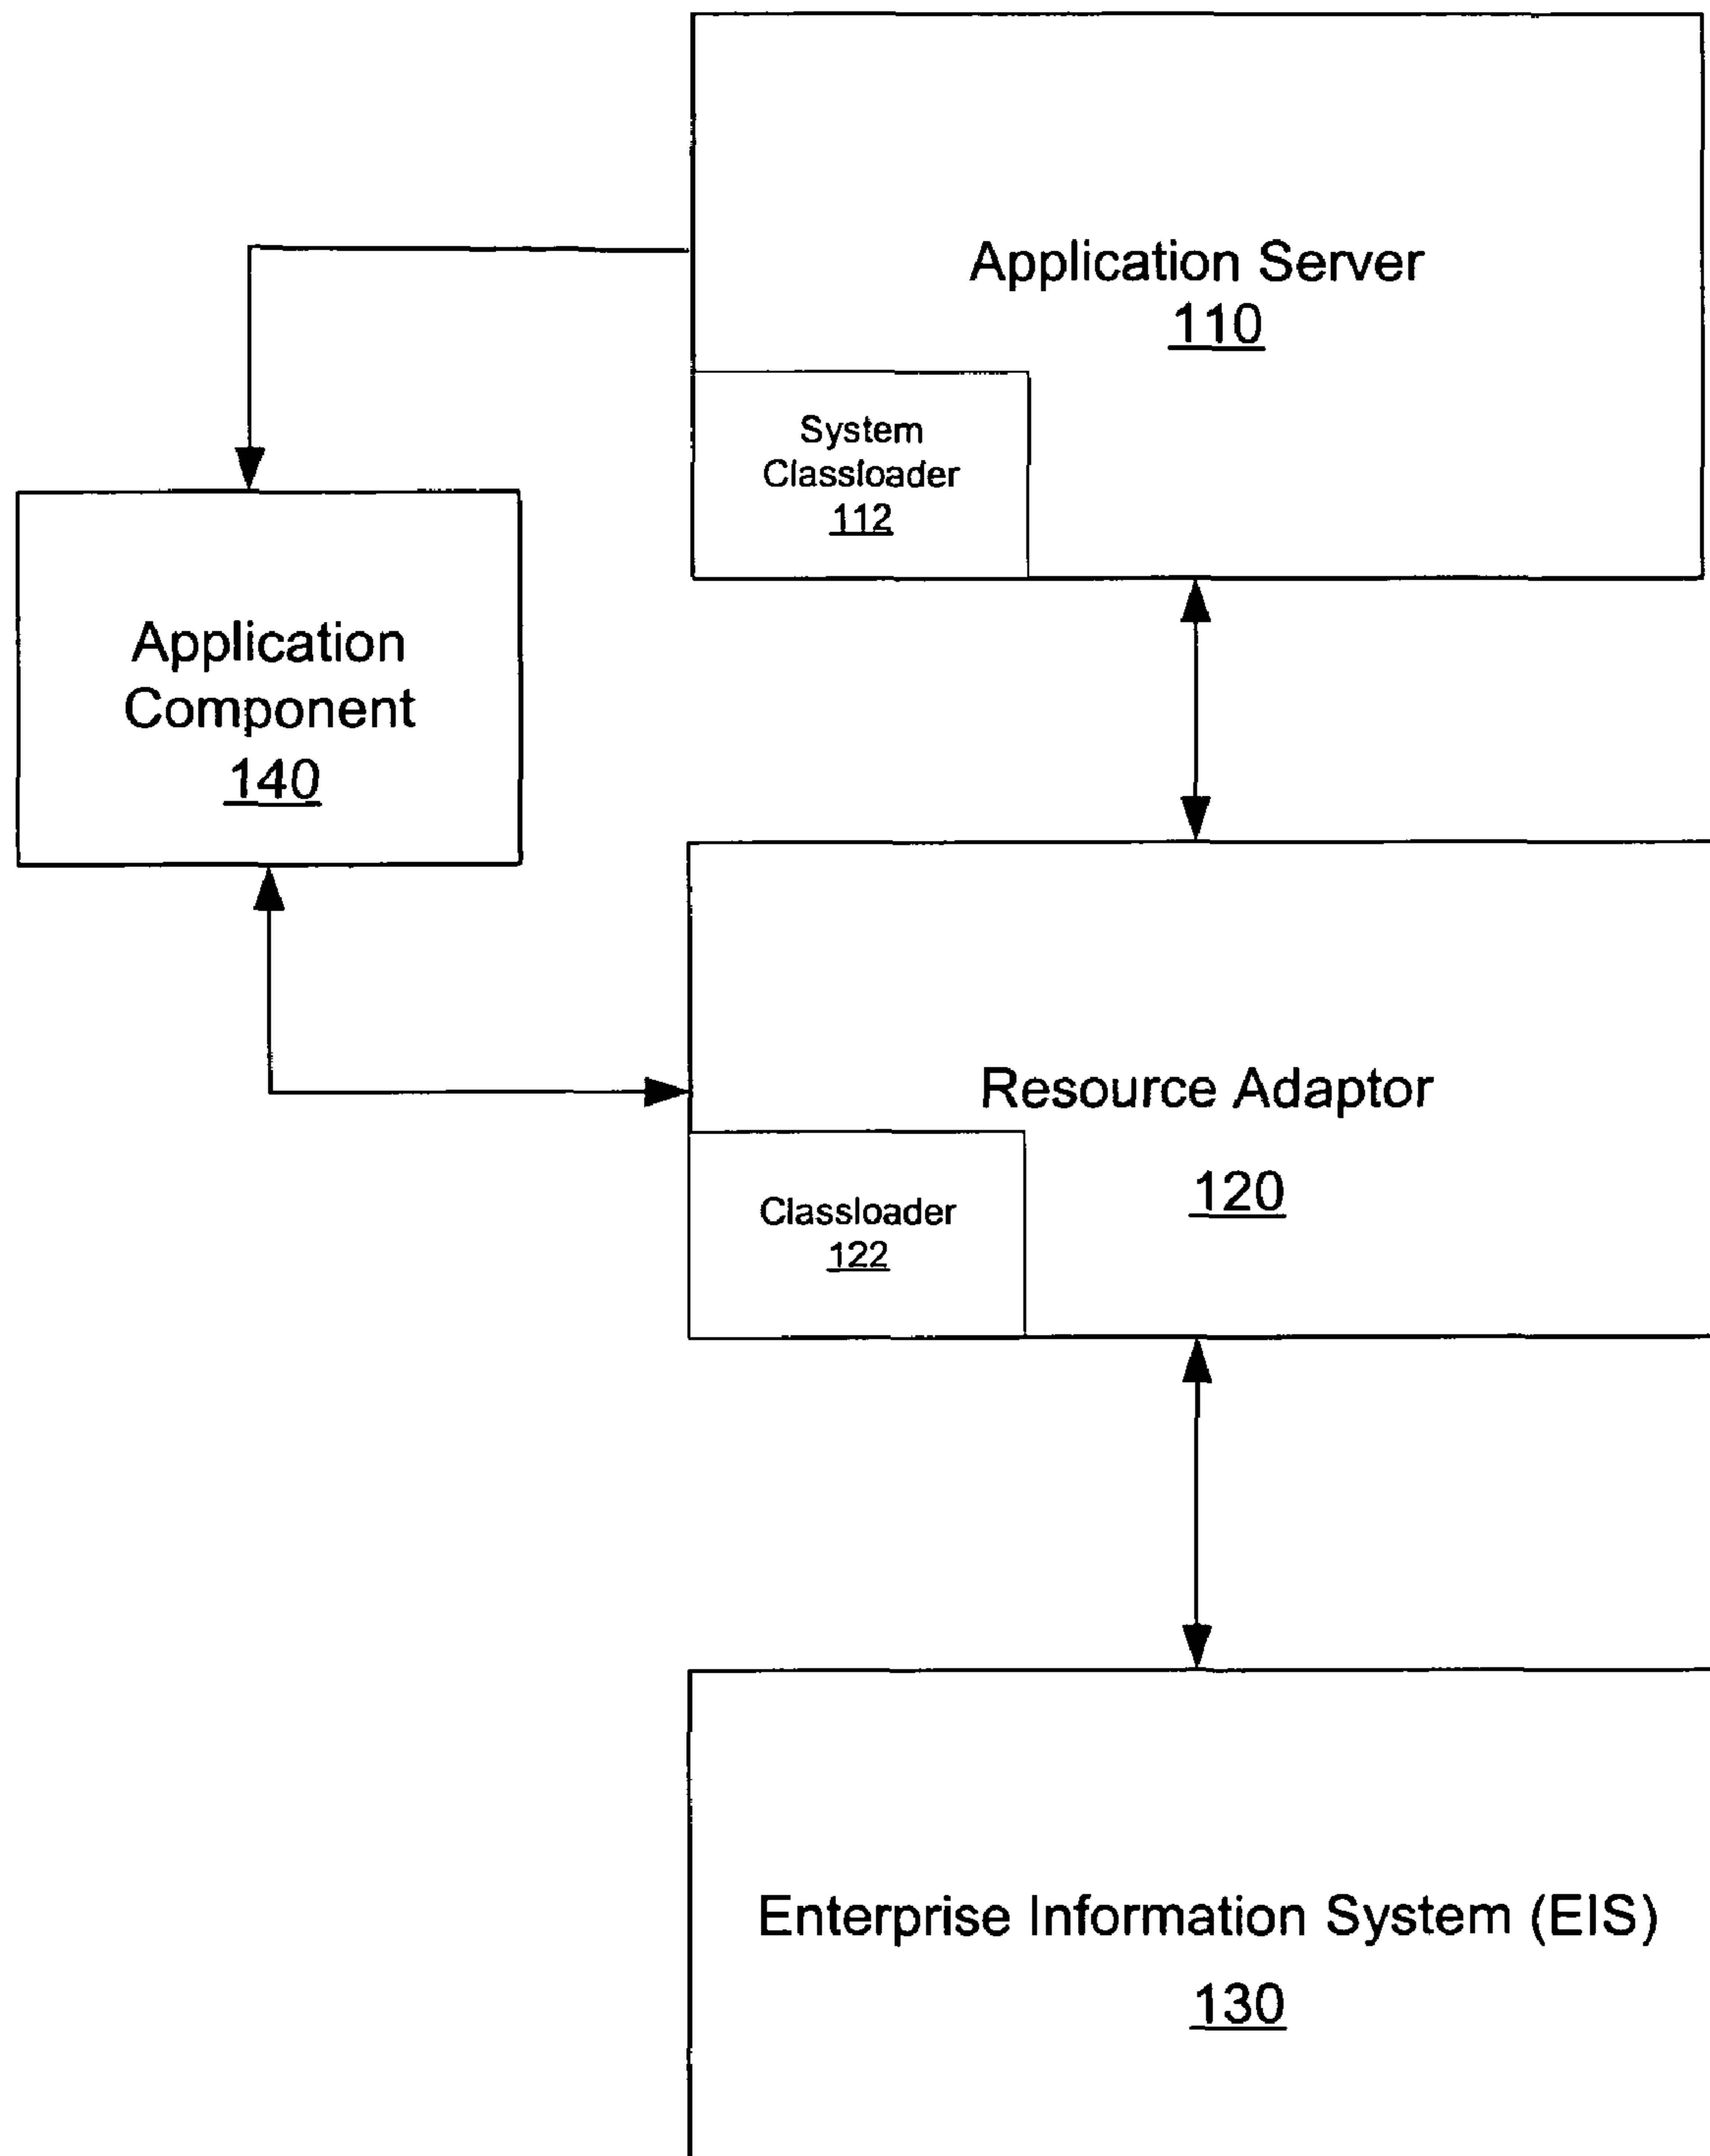 Application Server
110
System
Classloader
112
Application
Component
140
Resource Adaptor
120
Classloader
122
Enterprise Information System (EIS)
130